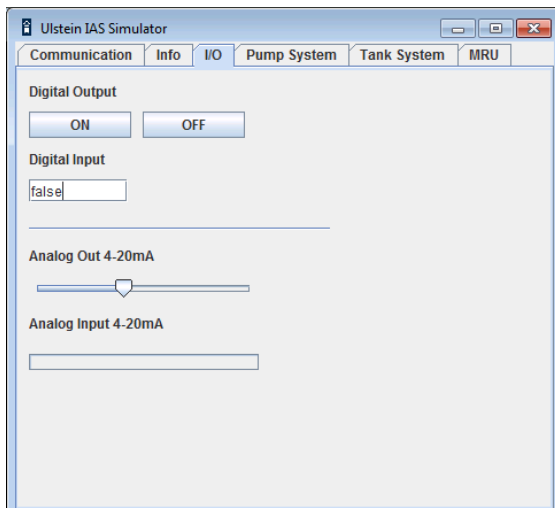 Ulstein IAS Simulator
Communication Info I/O Pump System Tank System MRU
Digital Output
ON OFF
Digital Input
false
Analog Out 4-20mA
Analog Input 4-20mA